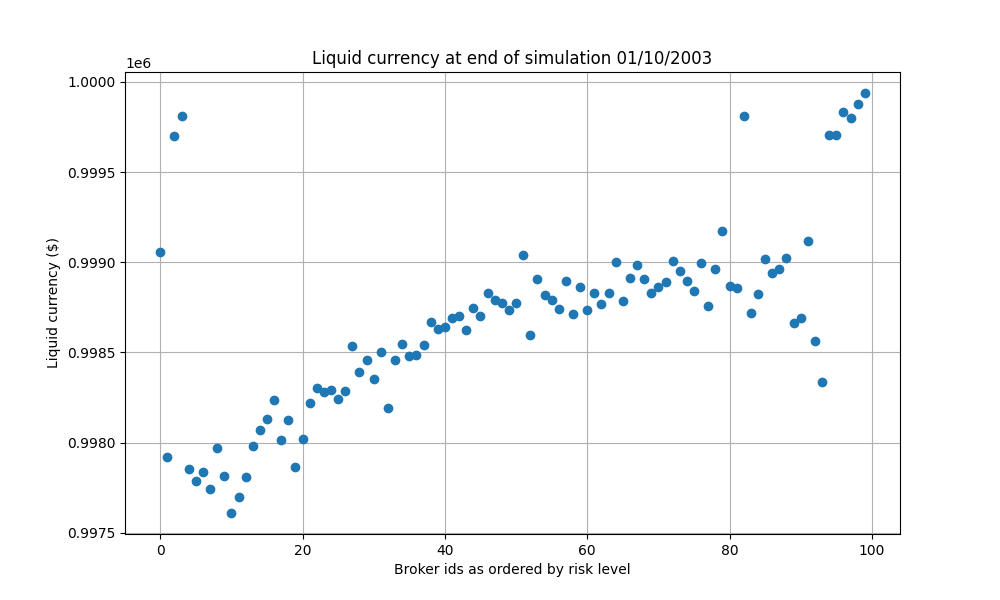 Liquid currency at end of simulation 01/10/2003
1e6
1.0000
0.9995
0.9990
0.9985
0.9980
0.9975
Liquid currency ($)
0 20 40 60 80 100
Broker ids as ordered by risk level